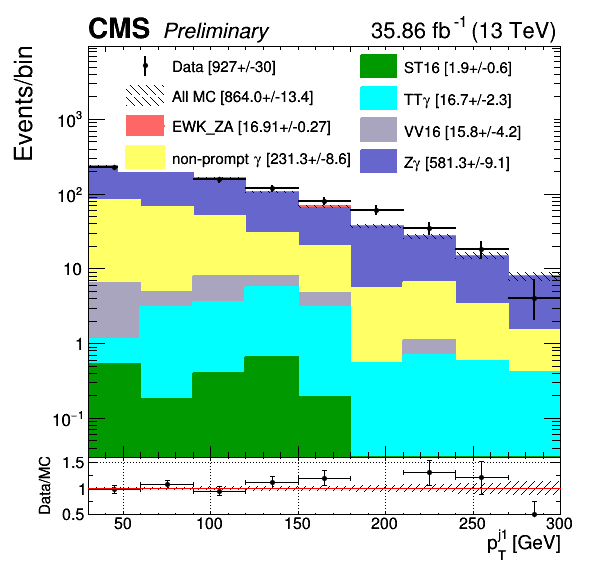 CMS Preliminary 35.86 fb⁻¹ (13 TeV)
Events/bin
Data [927+/-30]
All MC [864.0+/-13.4]
EWK_ZA [16.91+/-0.27]
non-prompt γ [231.3+/-8.6]
ST16 [1.9+/-0.6]
TTγ [16.7+/-2.3]
VV16 [15.8+/-4.2]
Zγ [581.3+/-9.1]
10³
10²
10
1
10⁻¹
Data/MC
1.5
1
0.5
50 100 150 200 250 300
p_T^j1 [GeV]